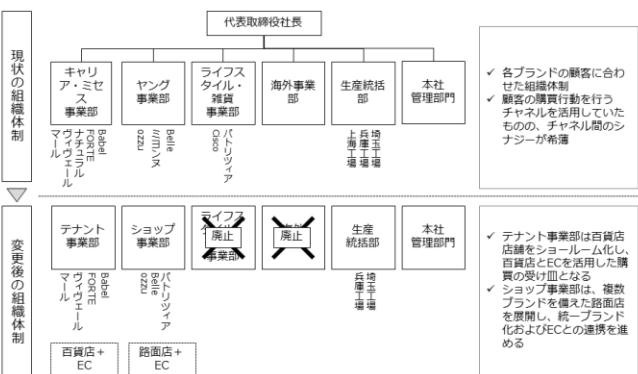 代表取締役社長
現状の組織体制
キャリ
ア・ミセ
ス
事業部
ヤング
事業部
ライフス
タイル・
雑貨
事業部
海外事業
部
生産統括
部
本社
管理部門
Babel
FORTE
ナチュラル
ヴィヴェール
マール
Belle
ozzu
パトリツィア
Cisco
埼玉工場
兵庫工場
上海工場
✓ 各ブランドの顧客に合わ
せた組織体制
✓ 顧客の購買行動を行う
チャネルを活用していた
ものの、チャネル間のシ
ナジーが希薄
変更後の組織体制
テナント
事業部
ショップ
事業部
ライフス
廃止
事業部
廃止
生産
統括部
本社
管理部門
Babel
FORTE
ヴィヴェール
マール
パトリツィア
Belle
ozzu
埼玉工場
兵庫工場
百貨店+
EC
路面店+
EC
✓ テナント事業部は百貨店
店舗をショールーム化し、
百貨店とECを活用した購
買の受け皿となる
✓ ショップ事業部は、複数
ブランドを備えた路面店
を展開し、統一ブランド
化およびECとの連携を進
める